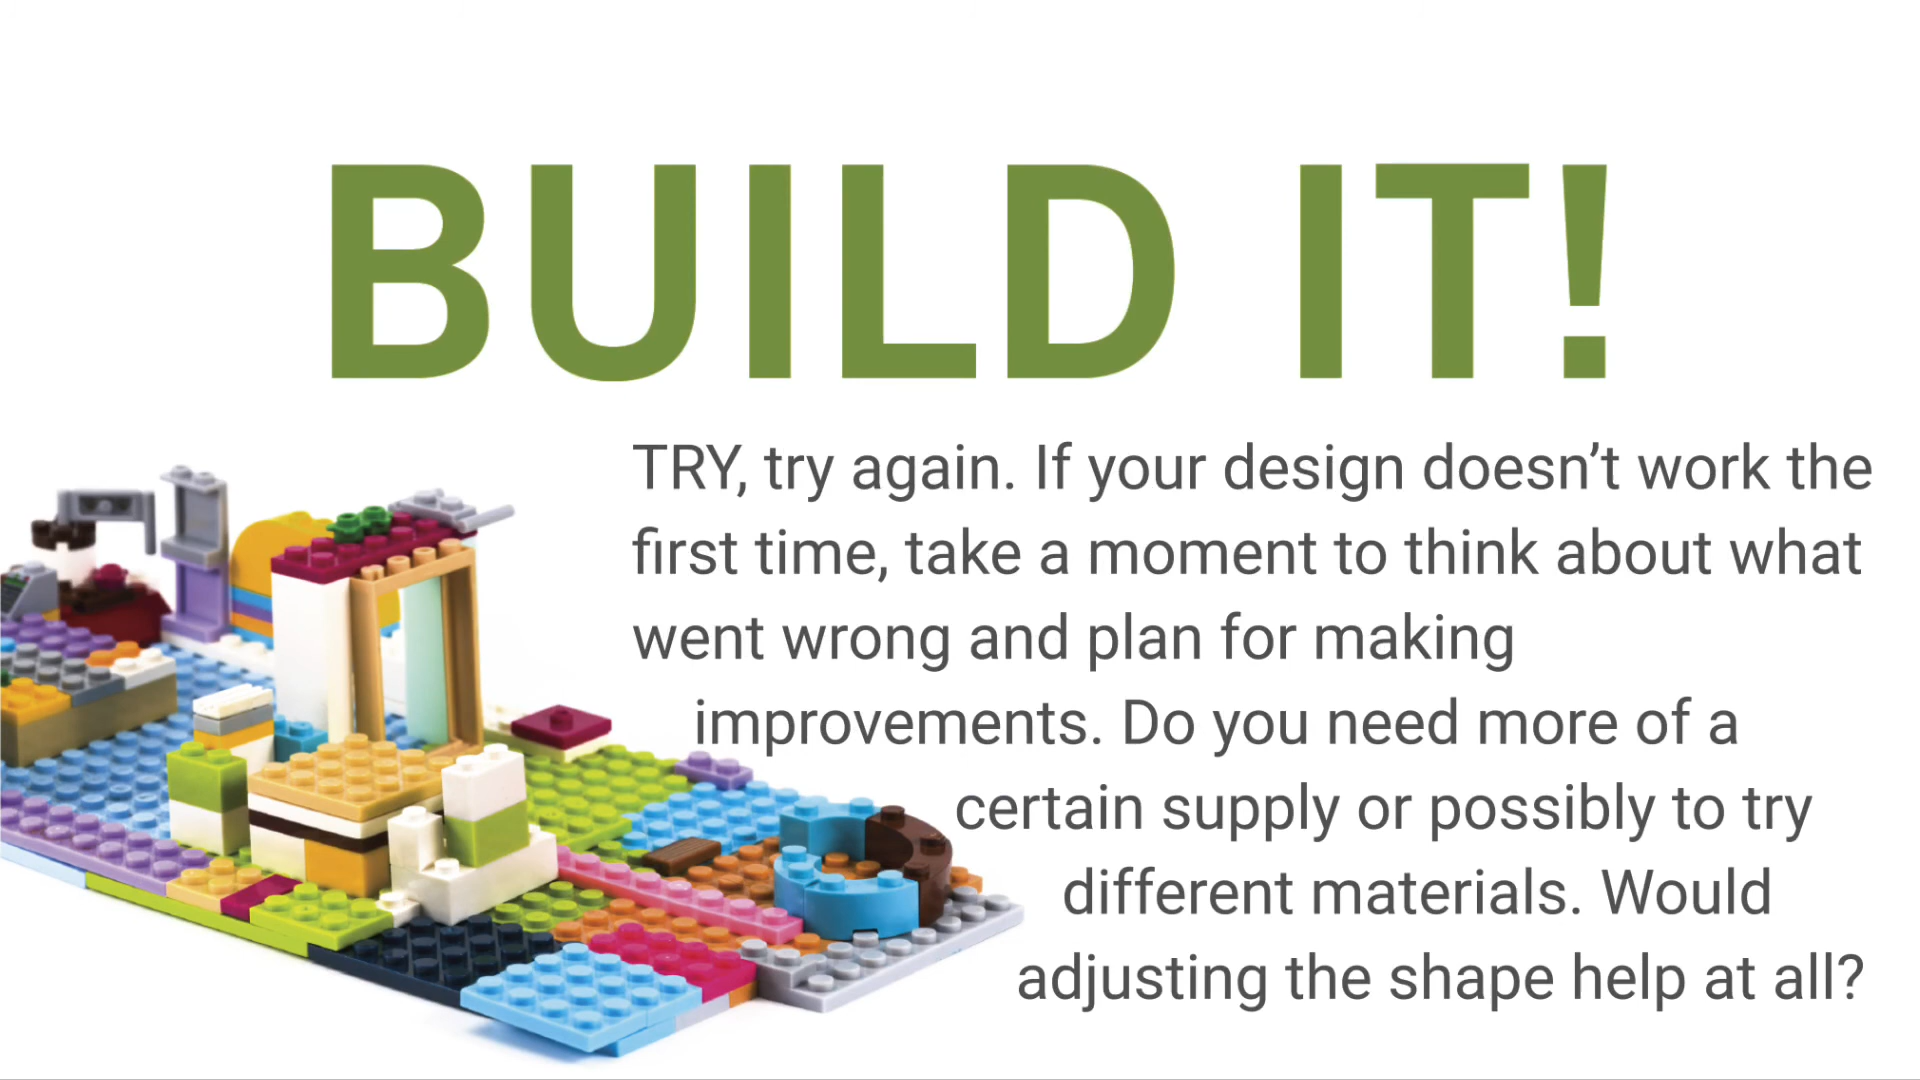 BUILD IT!
TRY, try again. If your design doesn’t work the
first time, take a moment to think about what
went wrong and plan for making
improvements. Do you need more of a
certain supply or possibly to try
different materials. Would
adjusting the shape help at all?